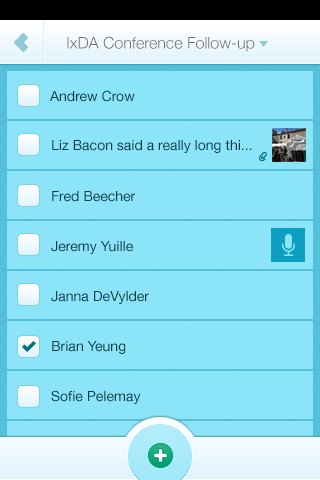 IxDA Conference Follow-up
Andrew Crow
Liz Bacon said a really long thi...
Fred Beecher
Jeremy Yuille
Janna DeVylder
Brian Yeung
Sofie Pelemay